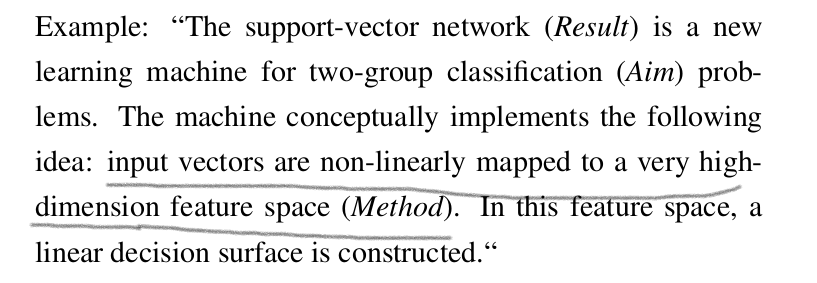 Example: “The support-vector network (Result) is a new
learning machine for two-group classification (Aim) prob-
lems. The machine conceptually implements the following
idea: input vectors are non-linearly mapped to a very high-
dimension feature space (Method). In this feature space, a
linear decision surface is constructed.“